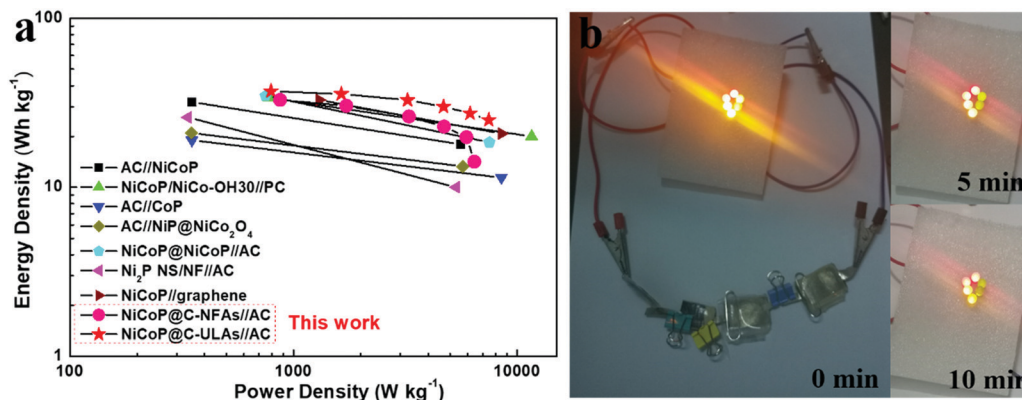 a
100
10
1
Energy Density (Wh kg⁻¹)
AC//NiCoP
NiCoP/NiCo-OH30//PC
AC//CoP
AC//NiP@NiCo₂O₄
NiCoP@NiCoP//AC
Ni₂P NS/NF//AC
NiCoP//graphene
NiCoP@C-NFAs//AC
NiCoP@C-ULAs//AC
This work
100
1000
10000
Power Density (W kg⁻¹)
b
0 min
5 min
10 min